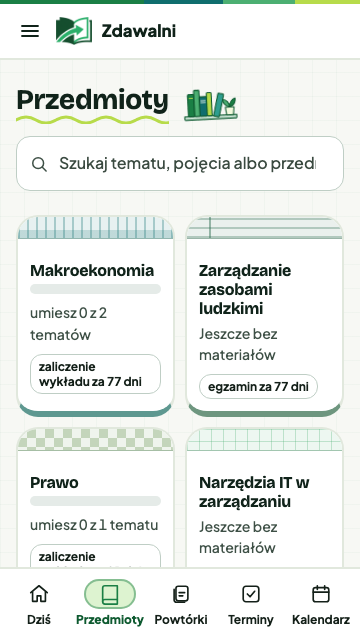 Zdawalni
Przedmioty
Szukaj tematu, pojęcia albo przedı
Makroekonomia
umiesz 0 z 2
tematów
zaliczenie
wykładu za 77 dni
Zarządzanie
zasobami
ludzkimi
Jeszcze bez
materiałów
egzamin za 77 dni
Prawo
umiesz 0 z 1 tematu
zaliczenie
Narzędzia IT w
zarządzaniu
Jeszcze bez
materiałów
Dziś
Przedmioty
Powtórki
Terminy
Kalendarz